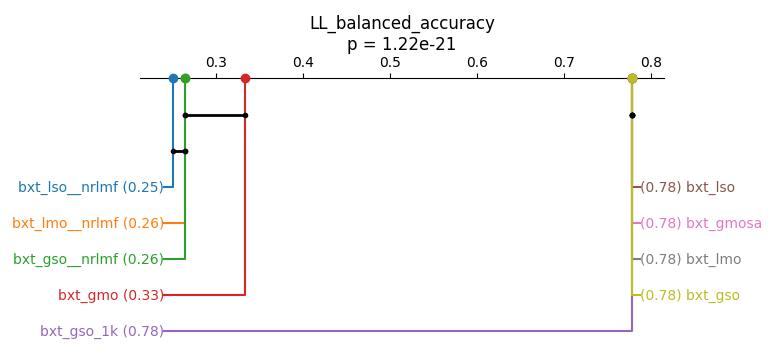 LL_balanced_accuracy
p = 1.22e-21
0.3 0.4 0.5 0.6 0.7 0.8
bxt_lso__nrlmf (0.25) (0.78) bxt_lso
bxt_lmo__nrlmf (0.26) (0.78) bxt_gmosa
bxt_gso__nrlmf (0.26) (0.78) bxt_lmo
bxt_gmo (0.33) (0.78) bxt_gso
bxt_gso_1k (0.78)